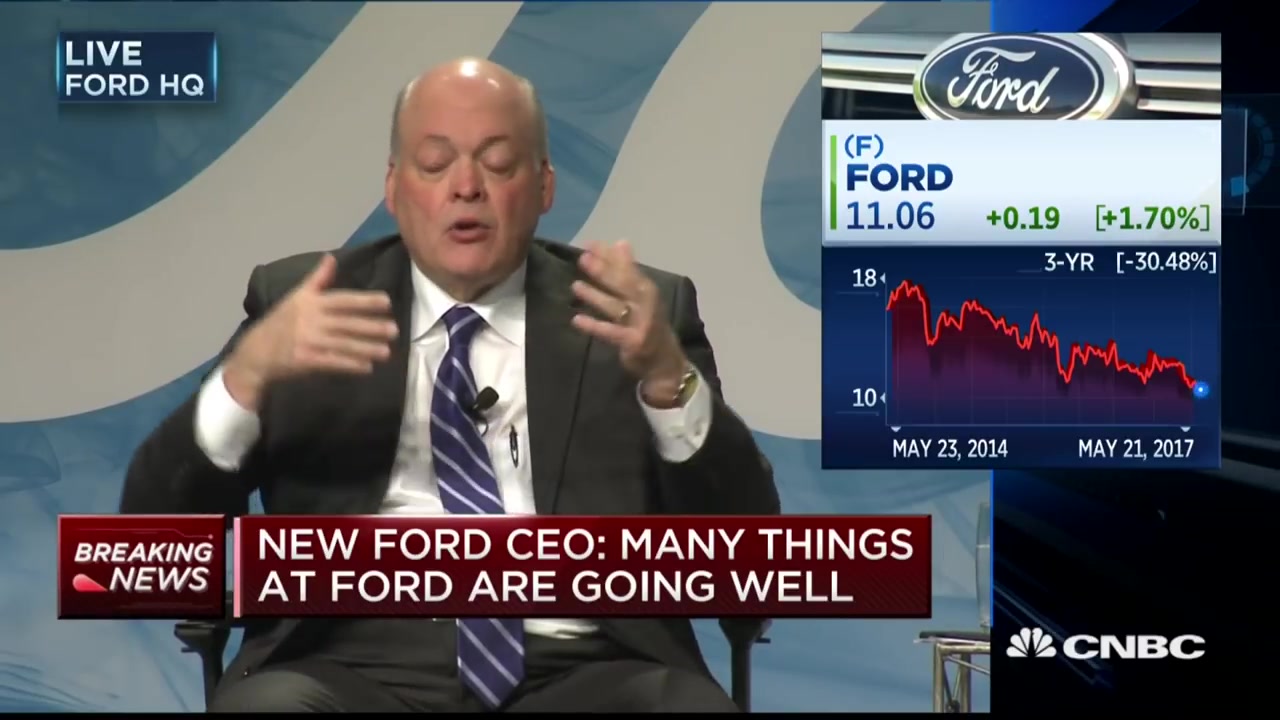 LIVE
FORD HQ
Ford
(F)
FORD
11.06 +0.19 [+1.70%]
3-YR [-30.48%]
18
10
MAY 23, 2014 MAY 21, 2017
BREAKING
NEWS
NEW FORD CEO: MANY THINGS
AT FORD ARE GOING WELL
CNBC